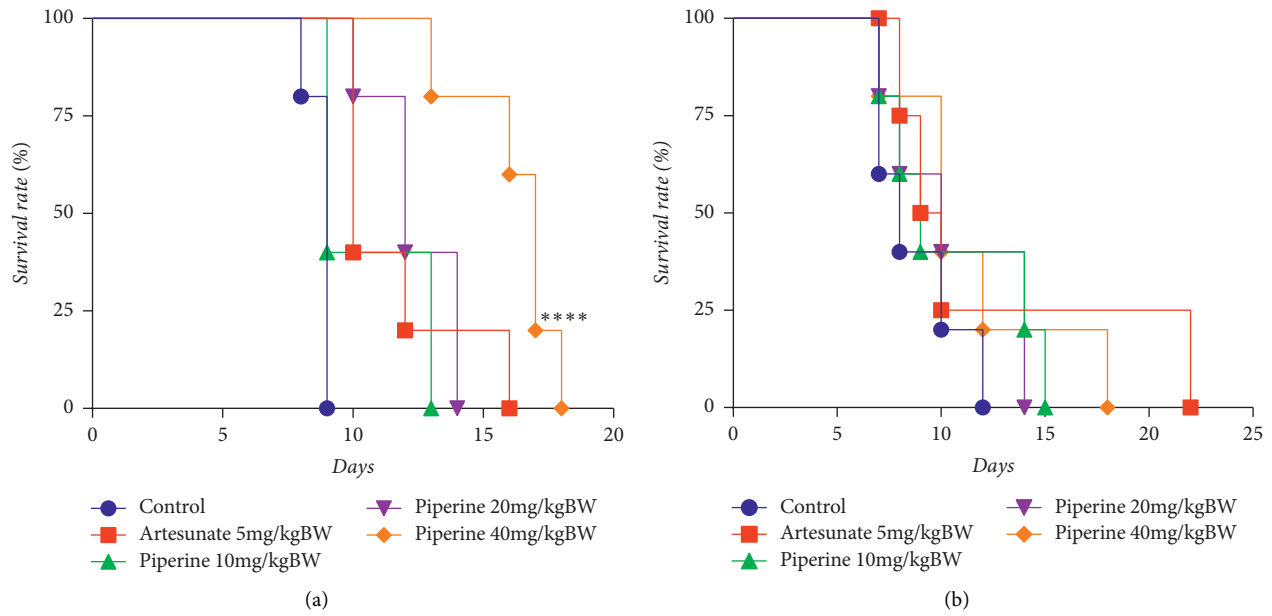 100
75
50
25
0
Survival rate (%)
****
0 5 10 15 20
Days
Control
Artesunate 5mg/kgBW
Piperine 10mg/kgBW
Piperine 20mg/kgBW
Piperine 40mg/kgBW
(a)
100
75
50
25
0
Survival rate (%)
0 5 10 15 20 25
Days
Control
Artesunate 5mg/kgBW
Piperine 10mg/kgBW
Piperine 20mg/kgBW
Piperine 40mg/kgBW
(b)